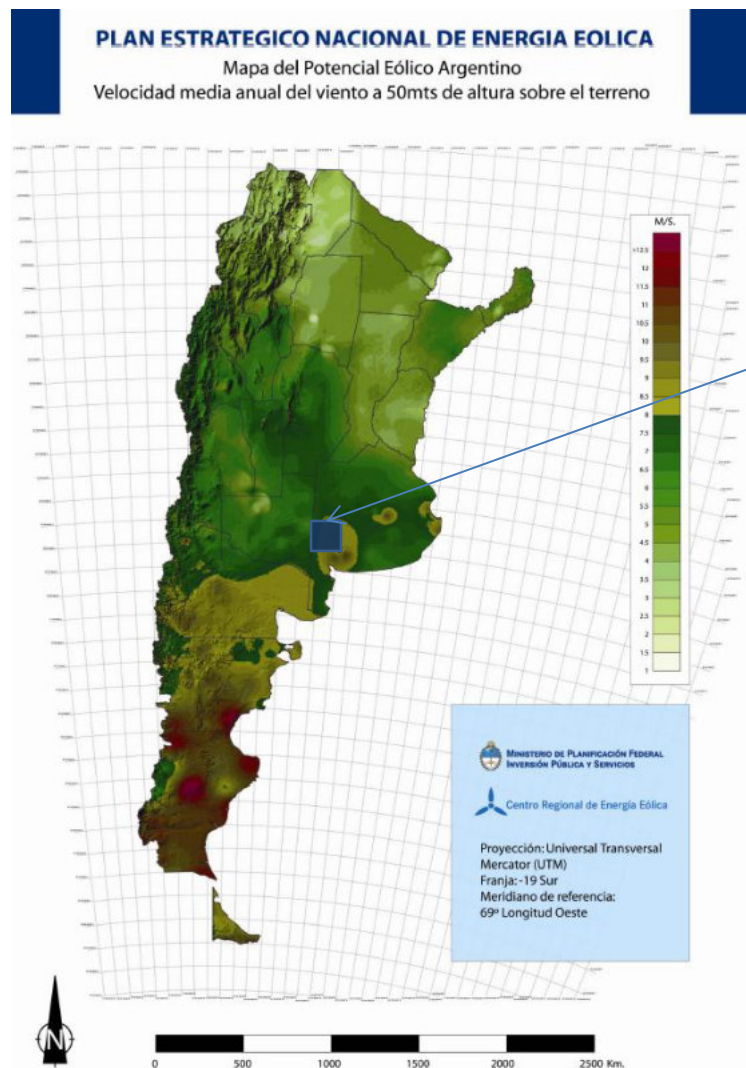 PLAN ESTRATEGICO NACIONAL DE ENERGIA EOLICA
Mapa del Potencial Eólico Argentino
Velocidad media anual del viento a 50mts de altura sobre el terreno
M/S.
>12.5
12
11.5
11
10.5
10
9.5
9
8.5
8
7.5
7
6.5
6
5.5
5
4.5
4
3.5
3
2.5
2
1.5
1
MINISTERIO DE PLANIFICACIÓN FEDERAL
INVERSIÓN PÚBLICA Y SERVICIOS
Centro Regional de Energía Eólica
Proyección: Universal Transversal
Mercator (UTM)
Franja: -19 Sur
Meridiano de referencia:
69º Longitud Oeste
N
0 500 1000 1500 2000 2500 Km.